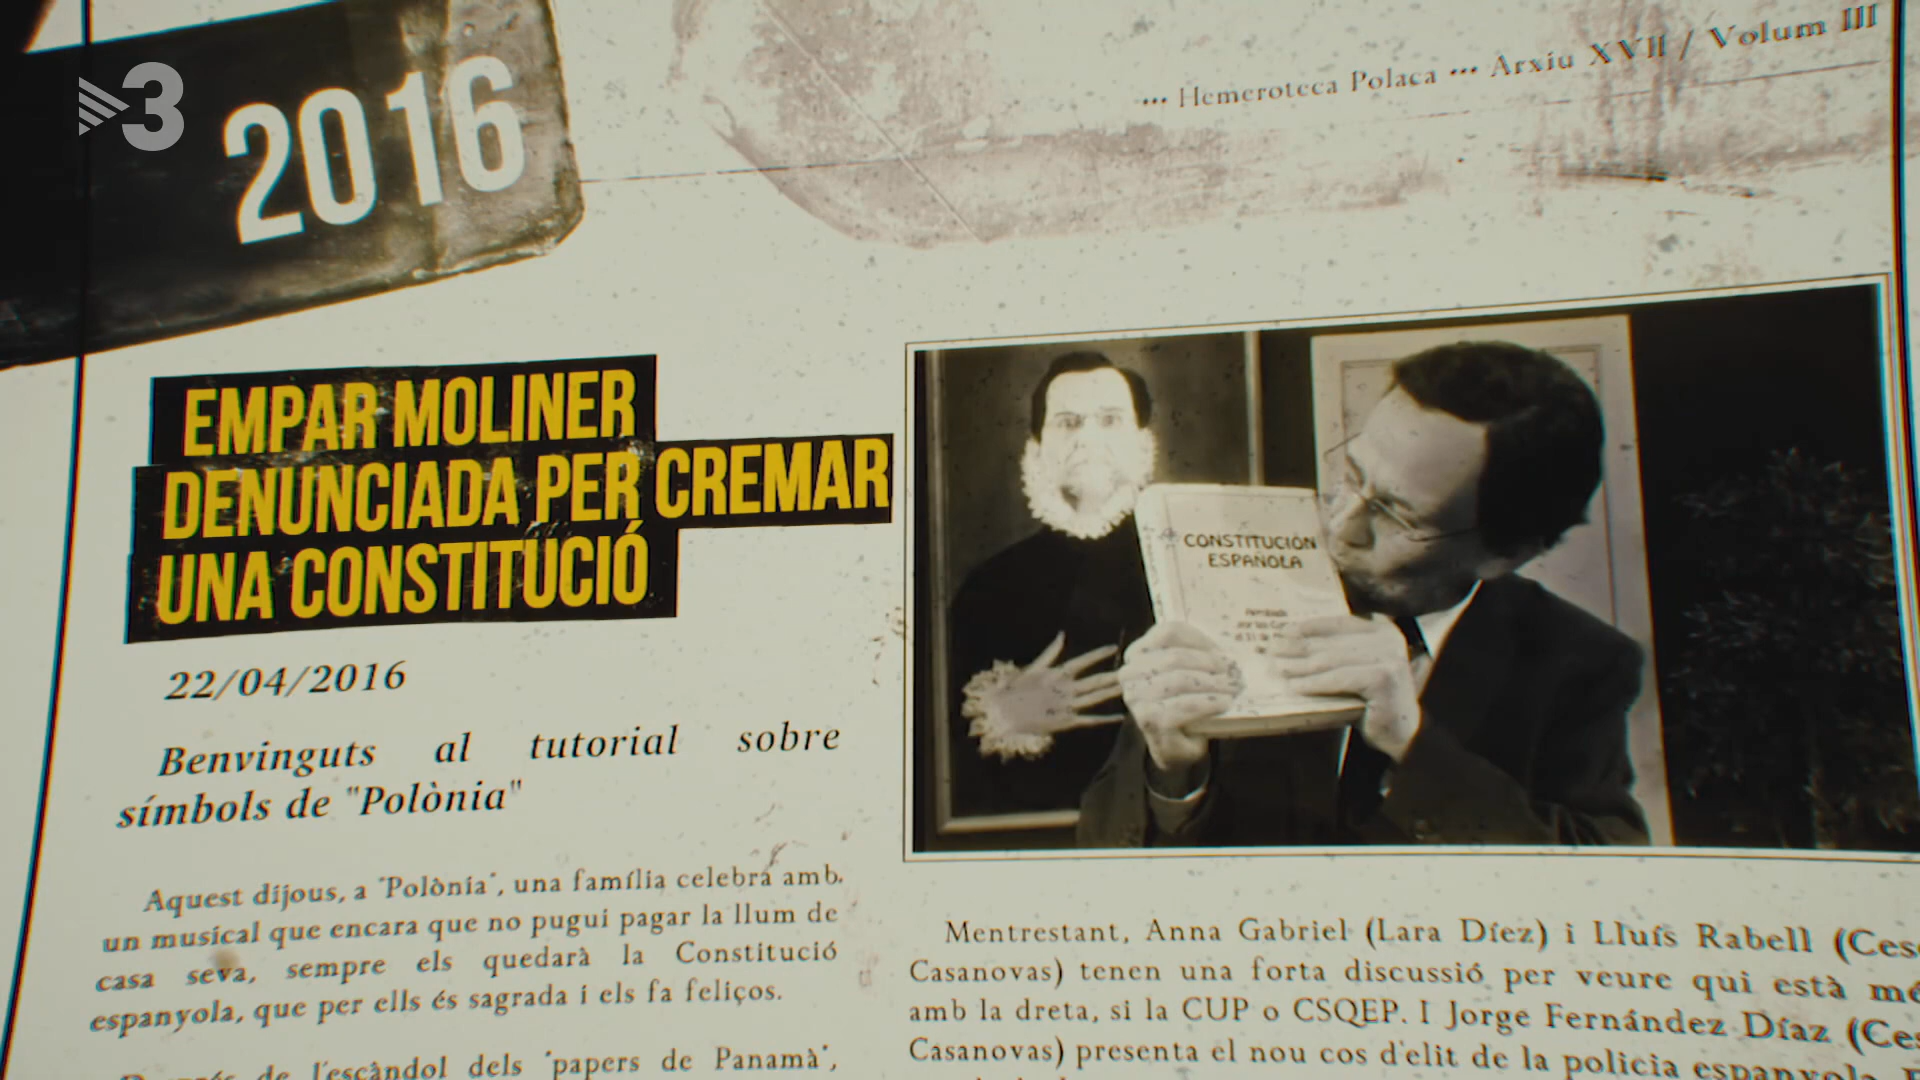 3
2016
••• Hemeroteca Polaca ••• Arxiu XVII / Volum III
EMPAR MOLINER
DENUNCIADA PER CREMAR
UNA CONSTITUCIÓ
22/04/2016
Benvinguts al tutorial sobre
símbols de "Polònia"
Aquest dijous, a 'Polònia', una família celebra amb
un musical que encara que no pugui pagar la llum de
casa seva, sempre els quedarà la Constitució
espanyola, que per ells és sagrada i els fa feliços.
de l'escàndol dels 'papers de Panamà',
CONSTITUCIÓN
ESPAÑOLA
Mentrestant, Anna Gabriel (Lara Díez) i Lluís Rabell (Cesc
Casanovas) tenen una forta discussió per veure qui està mé
amb la dreta, si la CUP o CSQEP. I Jorge Fernández Díaz (Ces
Casanovas) presenta el nou cos d'elit de la policia espanyola.